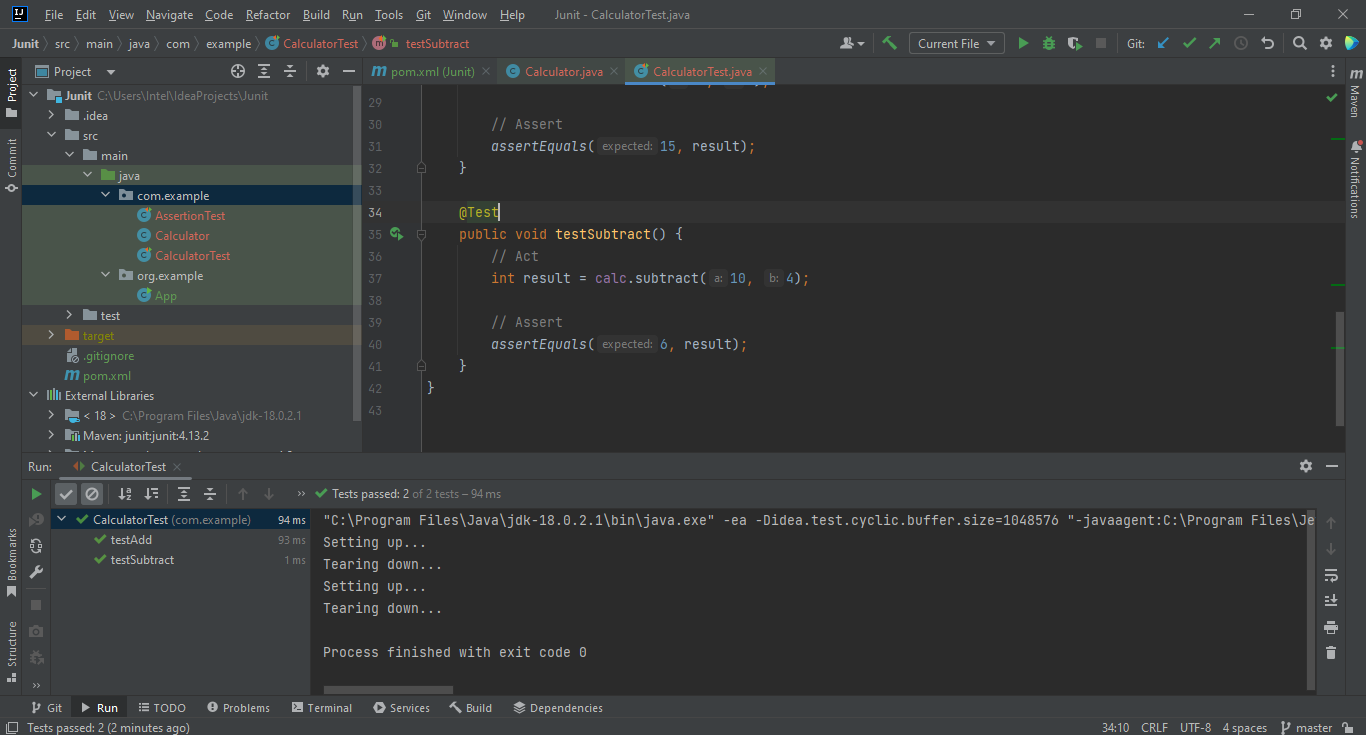 File Edit View Navigate Code Refactor Build Run Tools Git Window Help Junit - CalculatorTest.java
Junit src main java com example CalculatorTest testSubtract Current File Git:
Project
pom.xml (Junit) Calculator.java CalculatorTest.java
Junit C:\Users\Intel\IdeaProjects\Junit
.idea
src
main
java
com.example
AssertionTest
Calculator
CalculatorTest
org.example
App
test
target
.gitignore
pom.xml
External Libraries
< 18 > C:\Program Files\Java\jdk-18.0.2.1
Maven: junit:junit:4.13.2
29
30 // Assert
31 assertEquals( expected: 15, result);
32 }
33
34 @Test
35 public void testSubtract() {
36 // Act
37 int result = calc.subtract( a: 10, b: 4);
38
39 // Assert
40 assertEquals( expected: 6, result);
41 }
42 }
43
Project
Commit
Bookmarks
Structure
Maven
Notifications
Run: CalculatorTest
Tests passed: 2 of 2 tests – 94 ms
CalculatorTest (com.example) 94 ms
testAdd 93 ms
testSubtract 1 ms
"C:\Program Files\Java\jdk-18.0.2.1\bin\java.exe" -ea -Didea.test.cyclic.buffer.size=1048576 "-javaagent:C:\Program Files\Je
Setting up...
Tearing down...
Setting up...
Tearing down...
Process finished with exit code 0
Git Run TODO Problems Terminal Services Build Dependencies
Tests passed: 2 (2 minutes ago) 34:10 CRLF UTF-8 4 spaces master